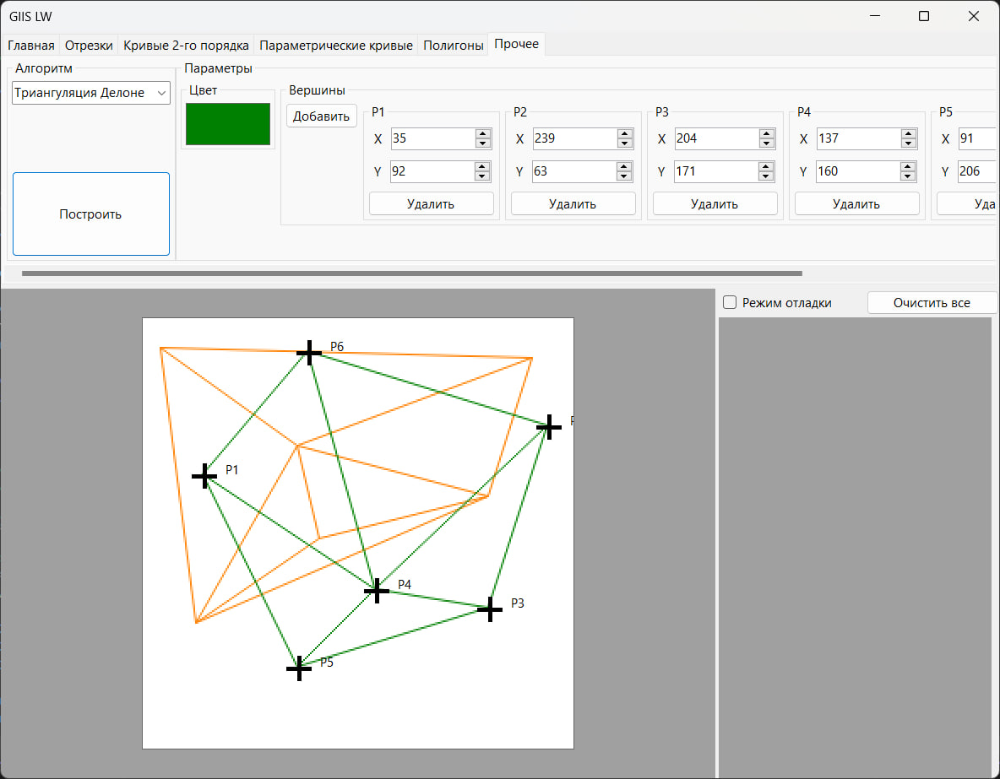 GIIS LW
Главная Отрезки Кривые 2-го порядка Параметрические кривые Полигоны Прочее
Алгоритм Параметры
Триангуляция Делоне
Цвет Вершины
Добавить
P1 P2 P3 P4 P5
X 35 X 239 X 204 X 137 X 91
Y 92 Y 63 Y 171 Y 160 Y 206
Удалить Удалить Удалить Удалить Уда
Построить
Режим отладки Очистить все
P6
P1
P4
P3
P5